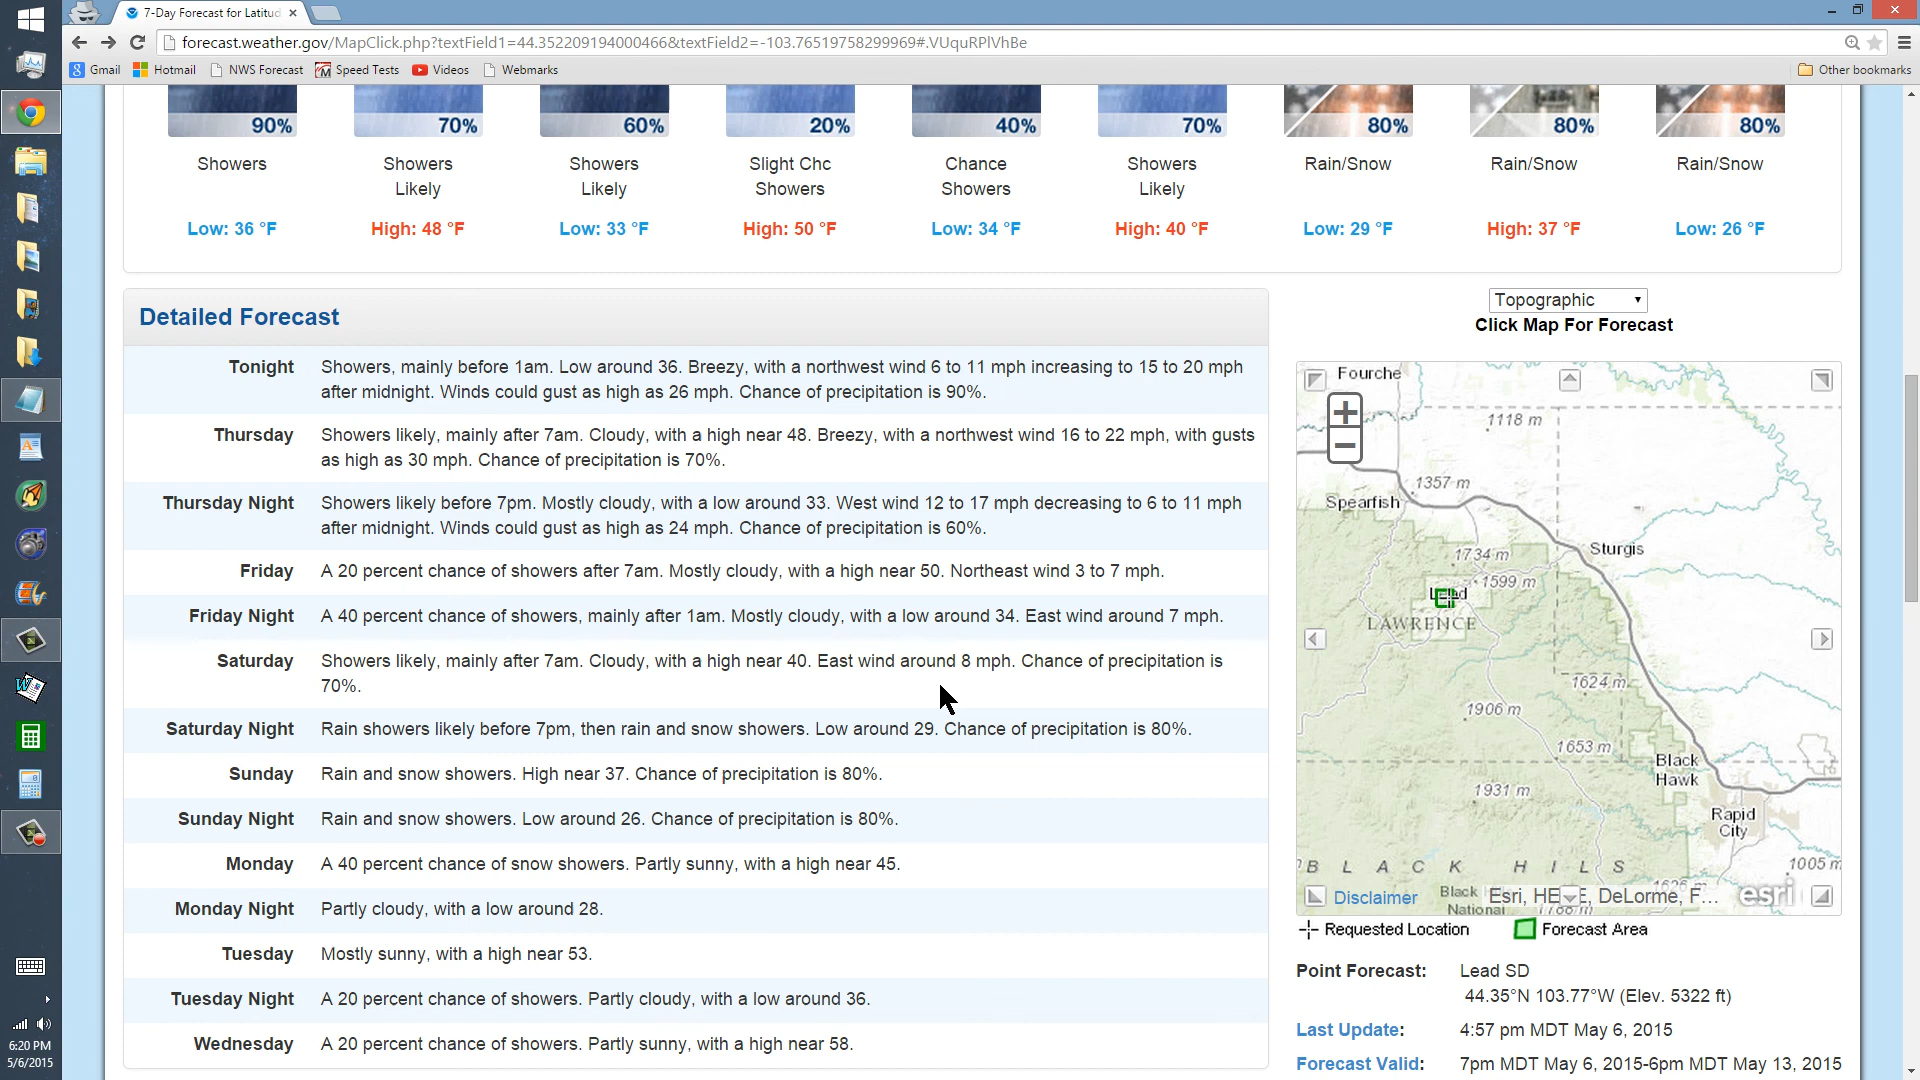 7-Day Forecast for Latitud
forecast.weather.gov/MapClick.php?textField1=44.352209194000466&textField2=-103.76519758299969#.VUquRPlVhBe
Gmail Hotmail NWS Forecast Speed Tests Videos Webmarks Other bookmarks
90% 70% 60% 20% 40% 70% 80% 80% 80%
Showers Showers Showers Slight Chc Chance Showers Rain/Snow Rain/Snow Rain/Snow
Likely Likely Showers Showers Likely
Low: 36 °F High: 48 °F Low: 33 °F High: 50 °F Low: 34 °F High: 40 °F Low: 29 °F High: 37 °F Low: 26 °F
Detailed Forecast
Tonight Showers, mainly before 1am. Low around 36. Breezy, with a northwest wind 6 to 11 mph increasing to 15 to 20 mph
after midnight. Winds could gust as high as 26 mph. Chance of precipitation is 90%.
Thursday Showers likely, mainly after 7am. Cloudy, with a high near 48. Breezy, with a northwest wind 16 to 22 mph, with gusts
as high as 30 mph. Chance of precipitation is 70%.
Thursday Night Showers likely before 7pm. Mostly cloudy, with a low around 33. West wind 12 to 17 mph decreasing to 6 to 11 mph
after midnight. Winds could gust as high as 24 mph. Chance of precipitation is 60%.
Friday A 20 percent chance of showers after 7am. Mostly cloudy, with a high near 50. Northeast wind 3 to 7 mph.
Friday Night A 40 percent chance of showers, mainly after 1am. Mostly cloudy, with a low around 34. East wind around 7 mph.
Saturday Showers likely, mainly after 7am. Cloudy, with a high near 40. East wind around 8 mph. Chance of precipitation is
70%.
Saturday Night Rain showers likely before 7pm, then rain and snow showers. Low around 29. Chance of precipitation is 80%.
Sunday Rain and snow showers. High near 37. Chance of precipitation is 80%.
Sunday Night Rain and snow showers. Low around 26. Chance of precipitation is 80%.
Monday A 40 percent chance of snow showers. Partly sunny, with a high near 45.
Monday Night Partly cloudy, with a low around 28.
Tuesday Mostly sunny, with a high near 53.
Tuesday Night A 20 percent chance of showers. Partly cloudy, with a low around 36.
Wednesday A 20 percent chance of showers. Partly sunny, with a high near 58.
Topographic
Click Map For Forecast
Fourche
1118 m
1357 m
Spearfish
1734 m
Sturgis
1599 m
Lead
LAWRENCE
1624 m
1906 m
1653 m
Black
Hawk
1931 m
Rapid
City
BLACK HILLS
1005 m
Disclaimer
Black
National
Esri, HERE, DeLorme, F...
esri
Requested Location Forecast Area
Point Forecast: Lead SD
44.35°N 103.77°W (Elev. 5322 ft)
Last Update: 4:57 pm MDT May 6, 2015
Forecast Valid: 7pm MDT May 6, 2015-6pm MDT May 13, 2015
6:20 PM
5/6/2015